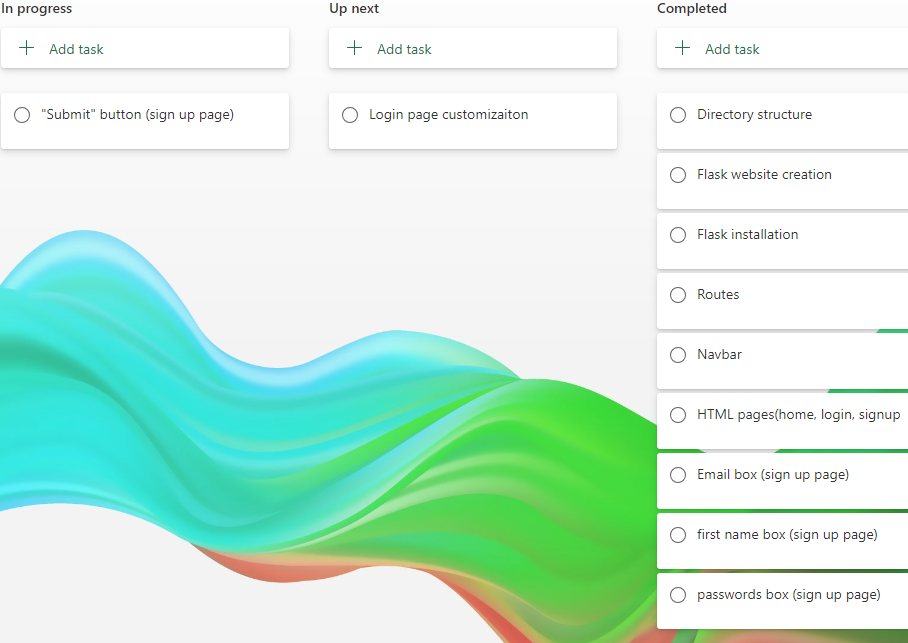 In progress
Add task
"Submit" button (sign up page)
Up next
Add task
Login page customizaiton
Completed
Add task
Directory structure
Flask website creation
Flask installation
Routes
Navbar
HTML pages(home, login, signup
Email box (sign up page)
first name box (sign up page)
passwords box (sign up page)